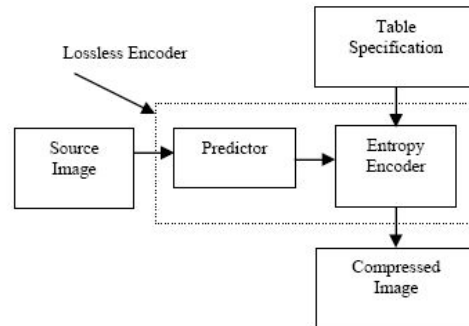 Table
Specification
Lossless Encoder
Source
Image
Predictor
Entropy
Encoder
Compressed
Image